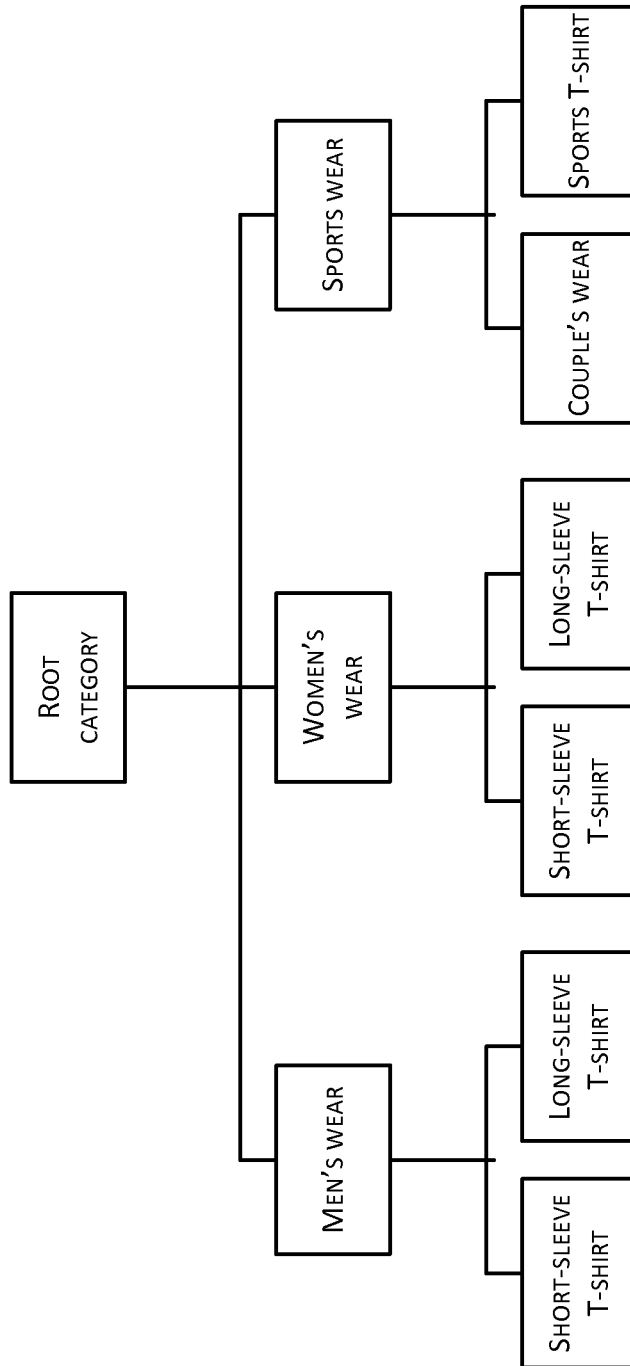 ROOT
CATEGORY
MEN'S WEAR
WOMEN'S
WEAR
SPORTS WEAR
SHORT-SLEEVE
T-SHIRT
LONG-SLEEVE
T-SHIRT
SHORT-SLEEVE
T-SHIRT
LONG-SLEEVE
T-SHIRT
COUPLE'S WEAR
SPORTS T-SHIRT